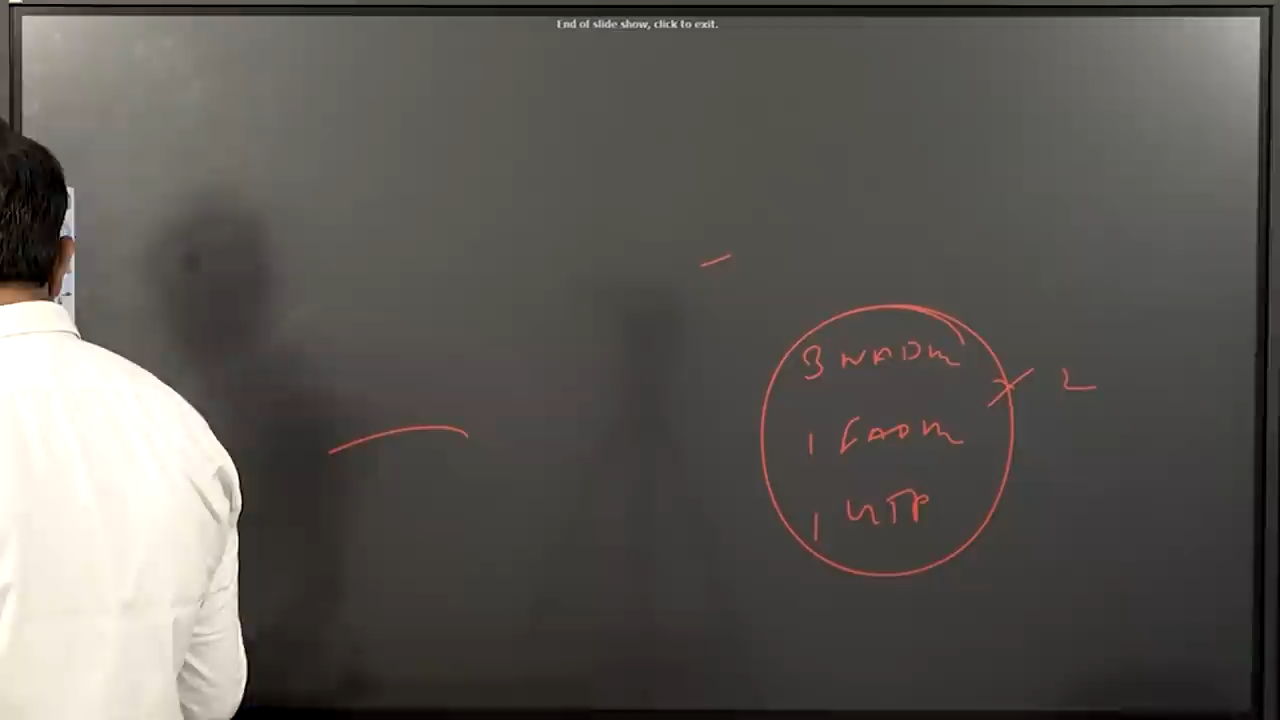 End of slide show, click to exit.
3 NADH
× 2
1 FADH
1 GTP